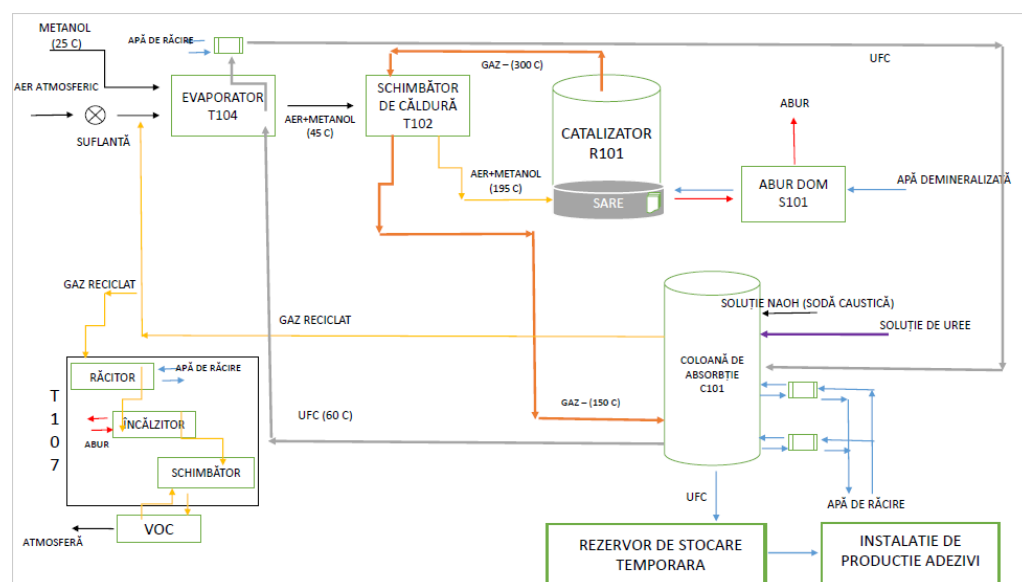 METANOL
(25 C)
APĂ DE RĂCIRE
UFC
GAZ – (300 C)
AER ATMOSFERIC
EVAPORATOR
T104
SCHIMBĂTOR
DE CĂLDURĂ
T102
ABUR
SUFLANTĂ
AER+METANOL
(45 C)
CATALIZATOR
R101
AER+METANOL
(195 C)
SARE
ABUR DOM
S101
APĂ DEMINERALIZATĂ
GAZ RECICLAT
GAZ RECICLAT
SOLUȚIE NAOH (SODĂ CAUSTICĂ)
SOLUȚIE DE UREE
COLOANĂ DE
ABSORBȚIE
C101
T
1
0
7
RĂCITOR
APĂ DE RĂCIRE
ÎNCĂLZITOR
ABUR
SCHIMBĂTOR
UFC (60 C)
GAZ – (150 C)
UFC
APĂ DE RĂCIRE
VOC
ATMOSFERĂ
REZERVOR DE STOCARE
TEMPORARA
INSTALATIE DE
PRODUCTIE ADEZIVI